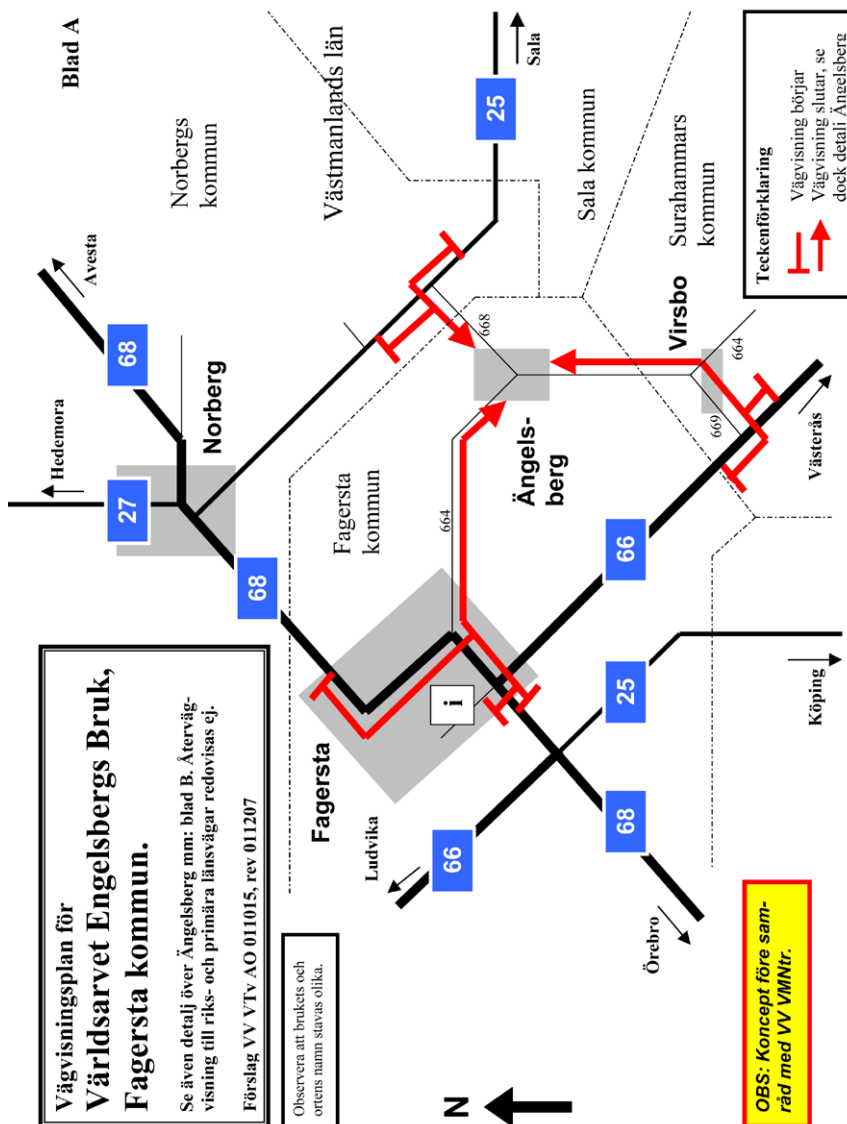 Vägvisningsplan för
Världsarvet Engelsbergs Bruk,
Fagersta kommun.
Se även detalj över Ängelsberg mm: blad B. Återväg-
visning till riks- och primära länsvägar redovisas ej.
Förslag VV VTv AO 011015, rev 011207
Observera att brukets och
ortens namn stavas olika.
Blad A
Hedemora
27
Avesta
68
Norberg
Norbergs
kommun
Västmanlands län
25
Sala
68
Fagersta
kommun
Sala kommun
Surahammars
kommun
668
664
Ängels-
berg
Virsbo
664
669
Fagersta
i
Ludvika
66
66
25
68
Västerås
Köping
Örebro
N
OBS: Koncept före sam-
råd med VV VMNtr.
Teckenförklaring
Vägvisning börjar
Vägvisning slutar, se
dock detalj Ängelsberg